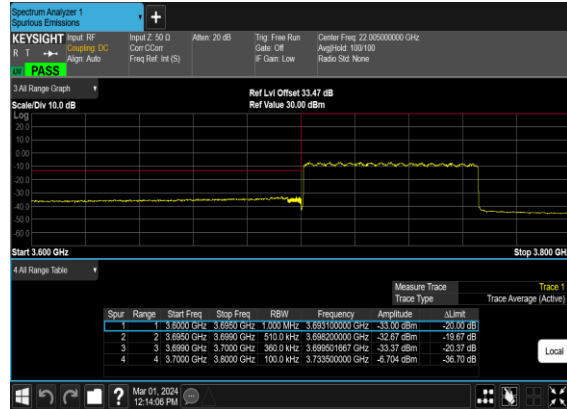 Spectrum Analyzer 1
Spurious Emissions
+
KEYSIGHT Input: RF Input Z: 50 Ω Atten: 20 dB Trig: Free Run Center Freq: 22.005000000 GHz
R T Coupling: DC Corr CCorr Gate: Off Avg|Hold: 100/100
Align: Auto Freq Ref: Int (S) IF Gain: Low Radio Std: None
PASS
3 All Range Graph Ref Lvl Offset 33.47 dB
Scale/Div 10.0 dB Ref Value 30.00 dBm
Log
20.0
10.0
0.00
-10.0
-20.0
-30.0
-40.0
-50.0
-60.0
Start 3.600 GHz Stop 3.800 GH
4 All Range Table
Measure Trace Trace 1
Trace Type Trace Average (Active)
Spur Range Start Freq Stop Freq RBW Frequency Amplitude ΔLimit
1 1 3.6000 GHz 3.6950 GHz 1.000 MHz 3.693100000 GHz -33.00 dBm -20.00 dB
2 2 3.6950 GHz 3.6990 GHz 510.0 kHz 3.698200000 GHz -32.67 dBm -19.67 dB
3 3 3.6990 GHz 3.7000 GHz 360.0 kHz 3.699501667 GHz -33.37 dBm -20.37 dB
4 4 3.7000 GHz 3.8000 GHz 100.0 kHz 3.733500000 GHz -6.704 dBm -36.70 dB
Local
? Mar 01, 2024
12:14:06 PM